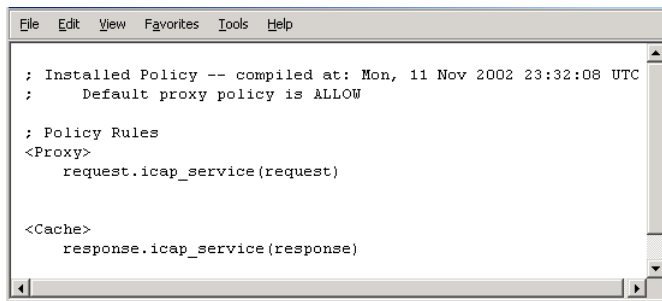 File Edit View Favorites Tools Help
; Installed Policy -- compiled at: Mon, 11 Nov 2002 23:32:08 UTC
;     Default proxy policy is ALLOW
; Policy Rules
<Proxy>
    request.icap_service(request)
<Cache>
    response.icap_service(response)